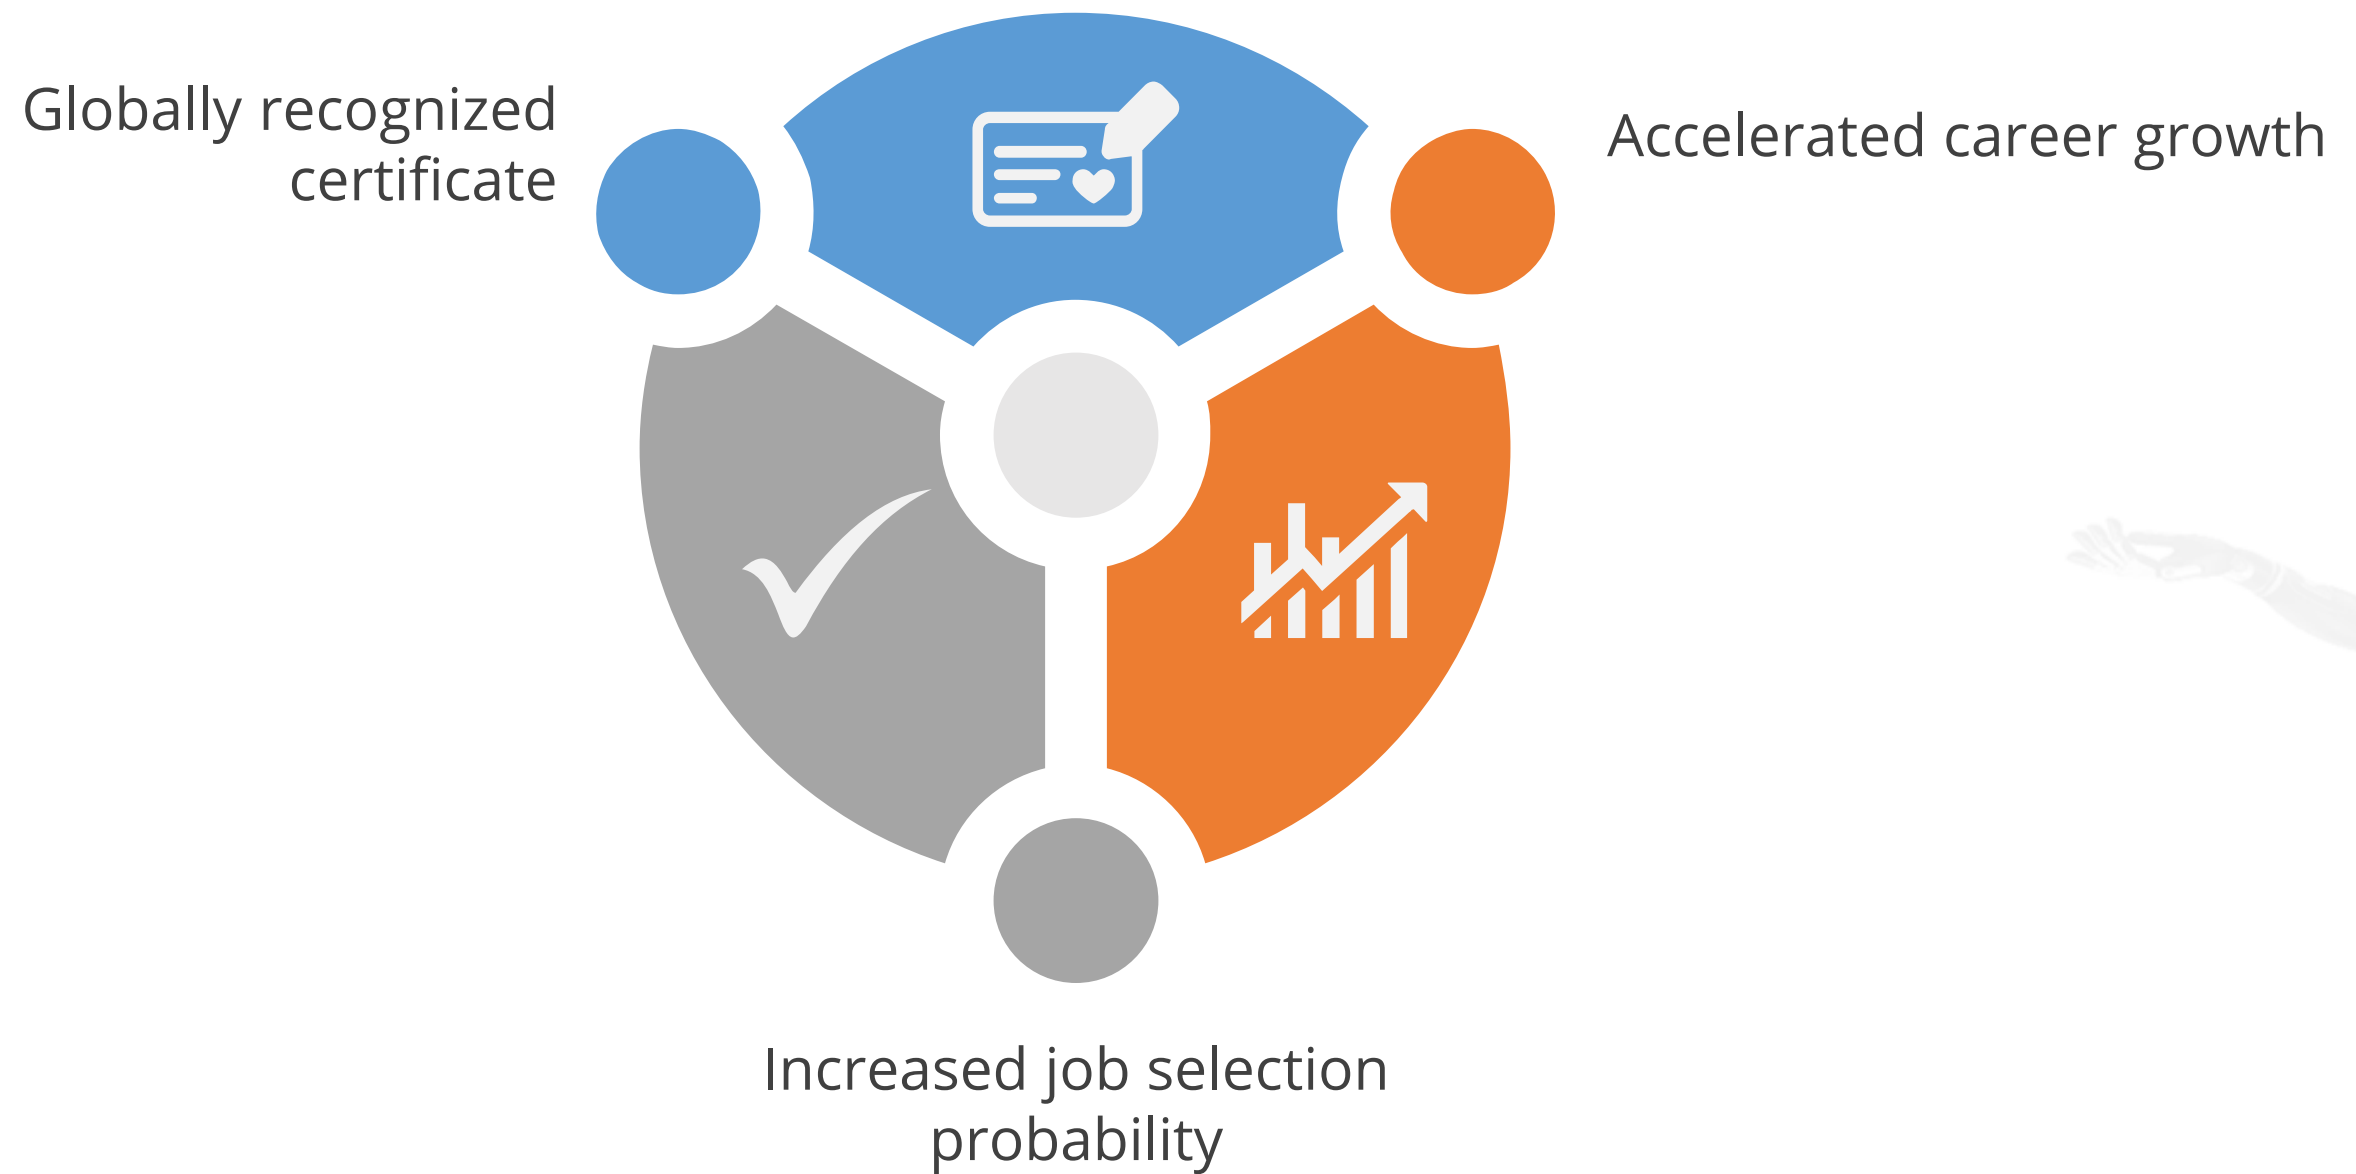 Globally recognized
certificate
Accelerated career growth
Increased job selection
probability